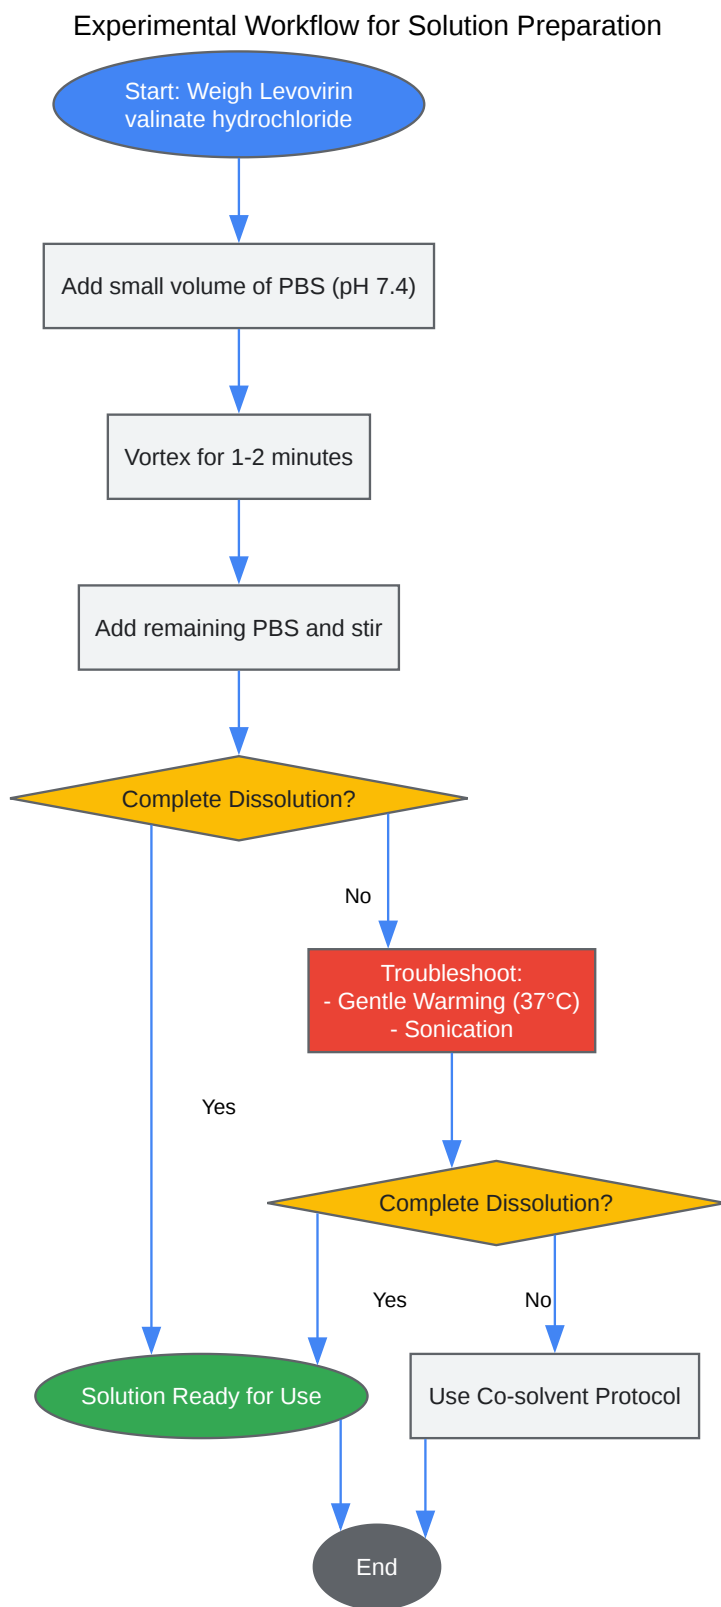 Experimental Workflow for Solution Preparation
Start: Weigh Levovirin
valinate hydrochloride
Add small volume of PBS (pH 7.4)
Vortex for 1-2 minutes
Add remaining PBS and stir
Complete Dissolution?
No
Troubleshoot:
- Gentle Warming (37°C)
- Sonication
Yes
Complete Dissolution?
Yes
No
Solution Ready for Use
Use Co-solvent Protocol
End